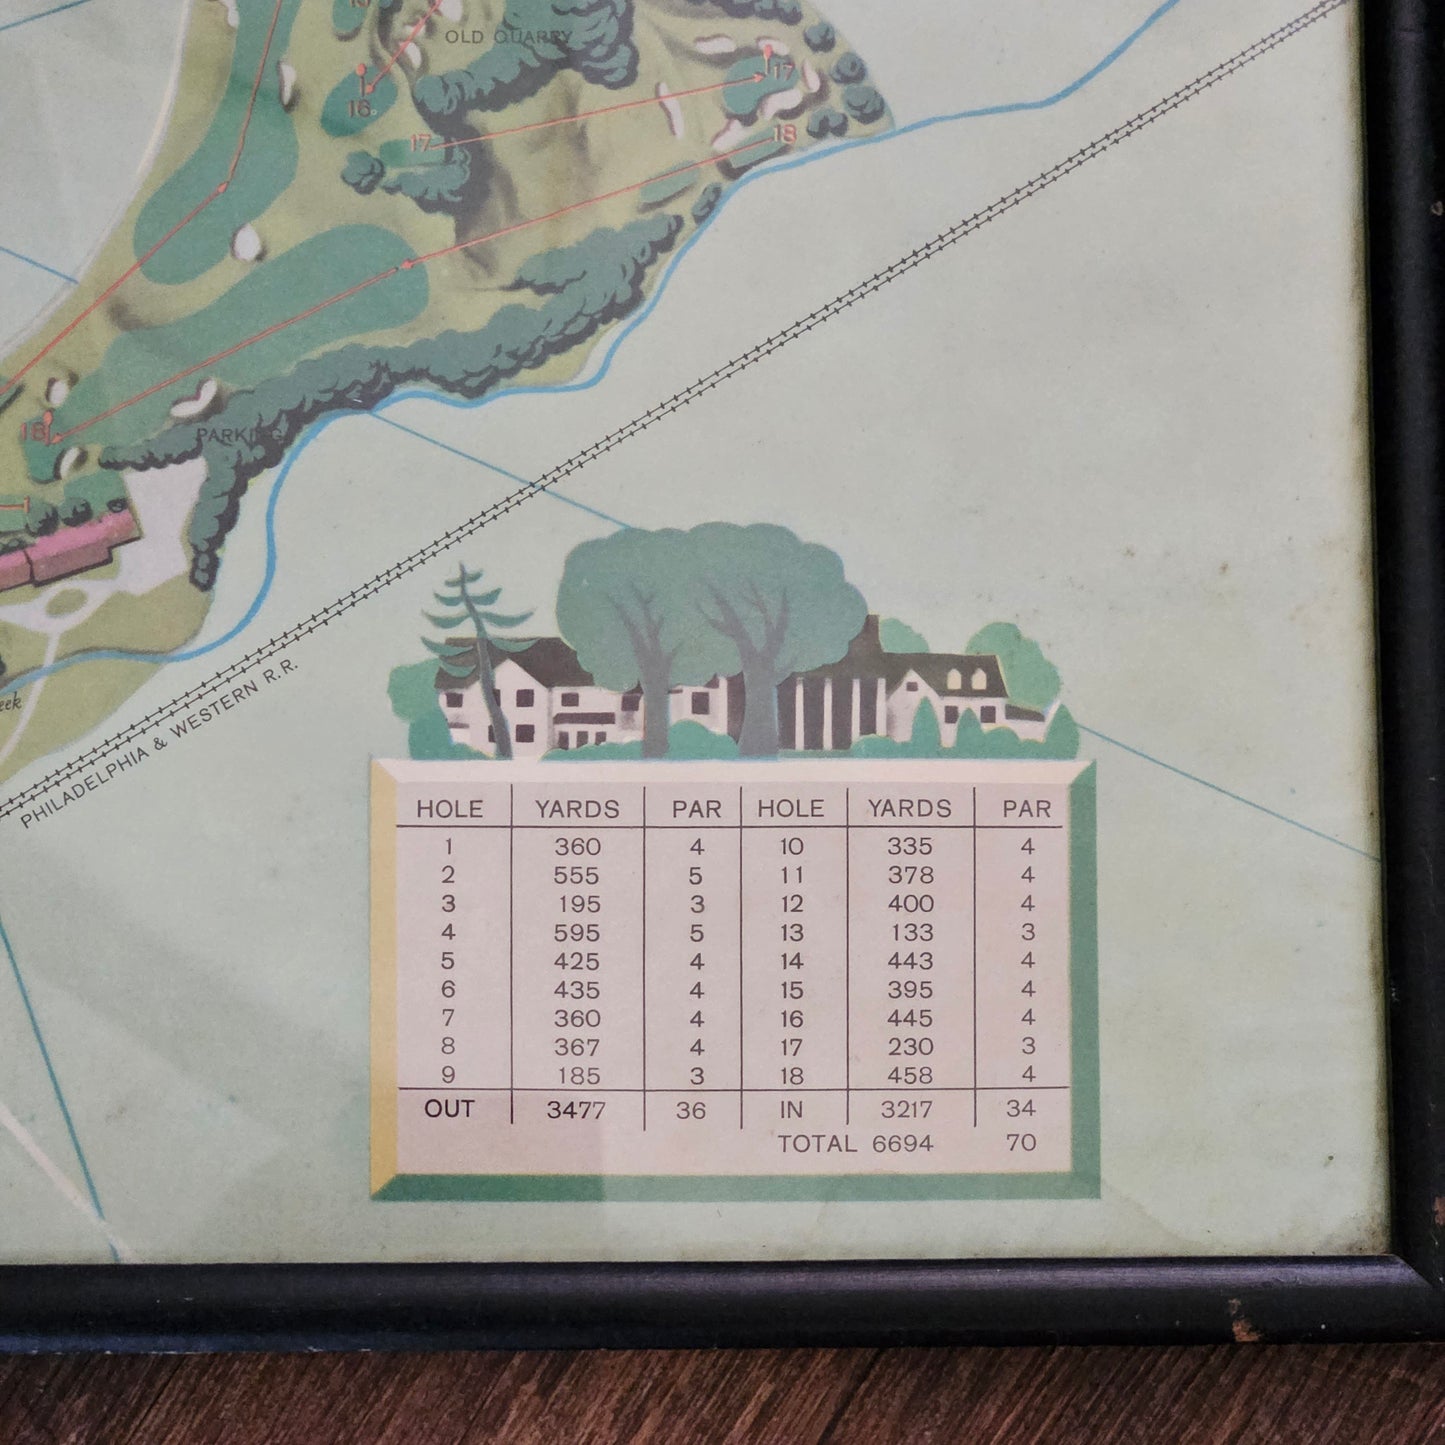 15
OLD QUARRY
17
16
17
18
18
PARKING
1
eek
PHILADELPHIA & WESTERN R.R.
HOLE YARDS PAR HOLE YARDS PAR
1 360 4 10 335 4
2 555 5 11 378 4
3 195 3 12 400 4
4 595 5 13 133 3
5 425 4 14 443 4
6 435 4 15 395 4
7 360 4 16 445 4
8 367 4 17 230 3
9 185 3 18 458 4
OUT 3477 36 IN 3217 34
TOTAL 6694 70